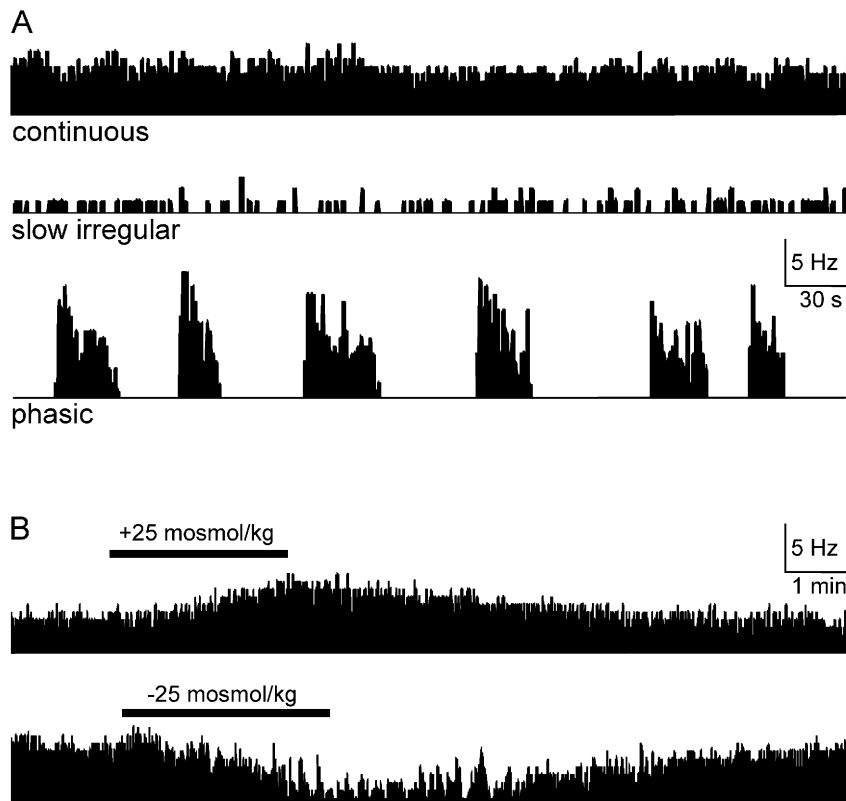 A
continuous
slow irregular
5 Hz
30 s
phasic
B
+25 mosmol/kg
5 Hz
1 min
-25 mosmol/kg